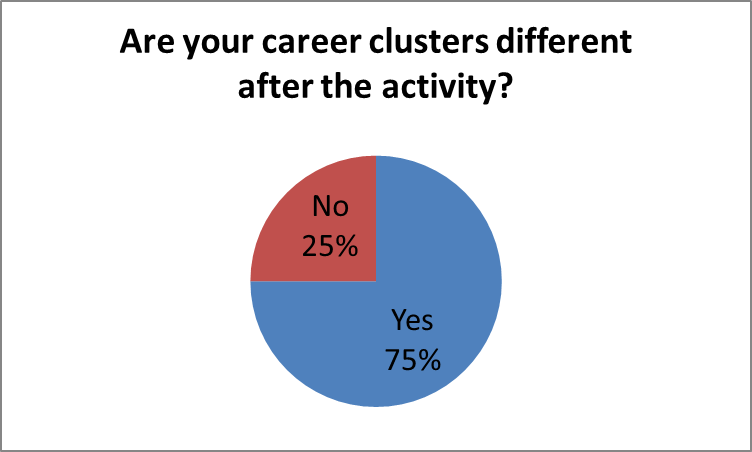 Are your career clusters different
after the activity?
No
25%
Yes
75%